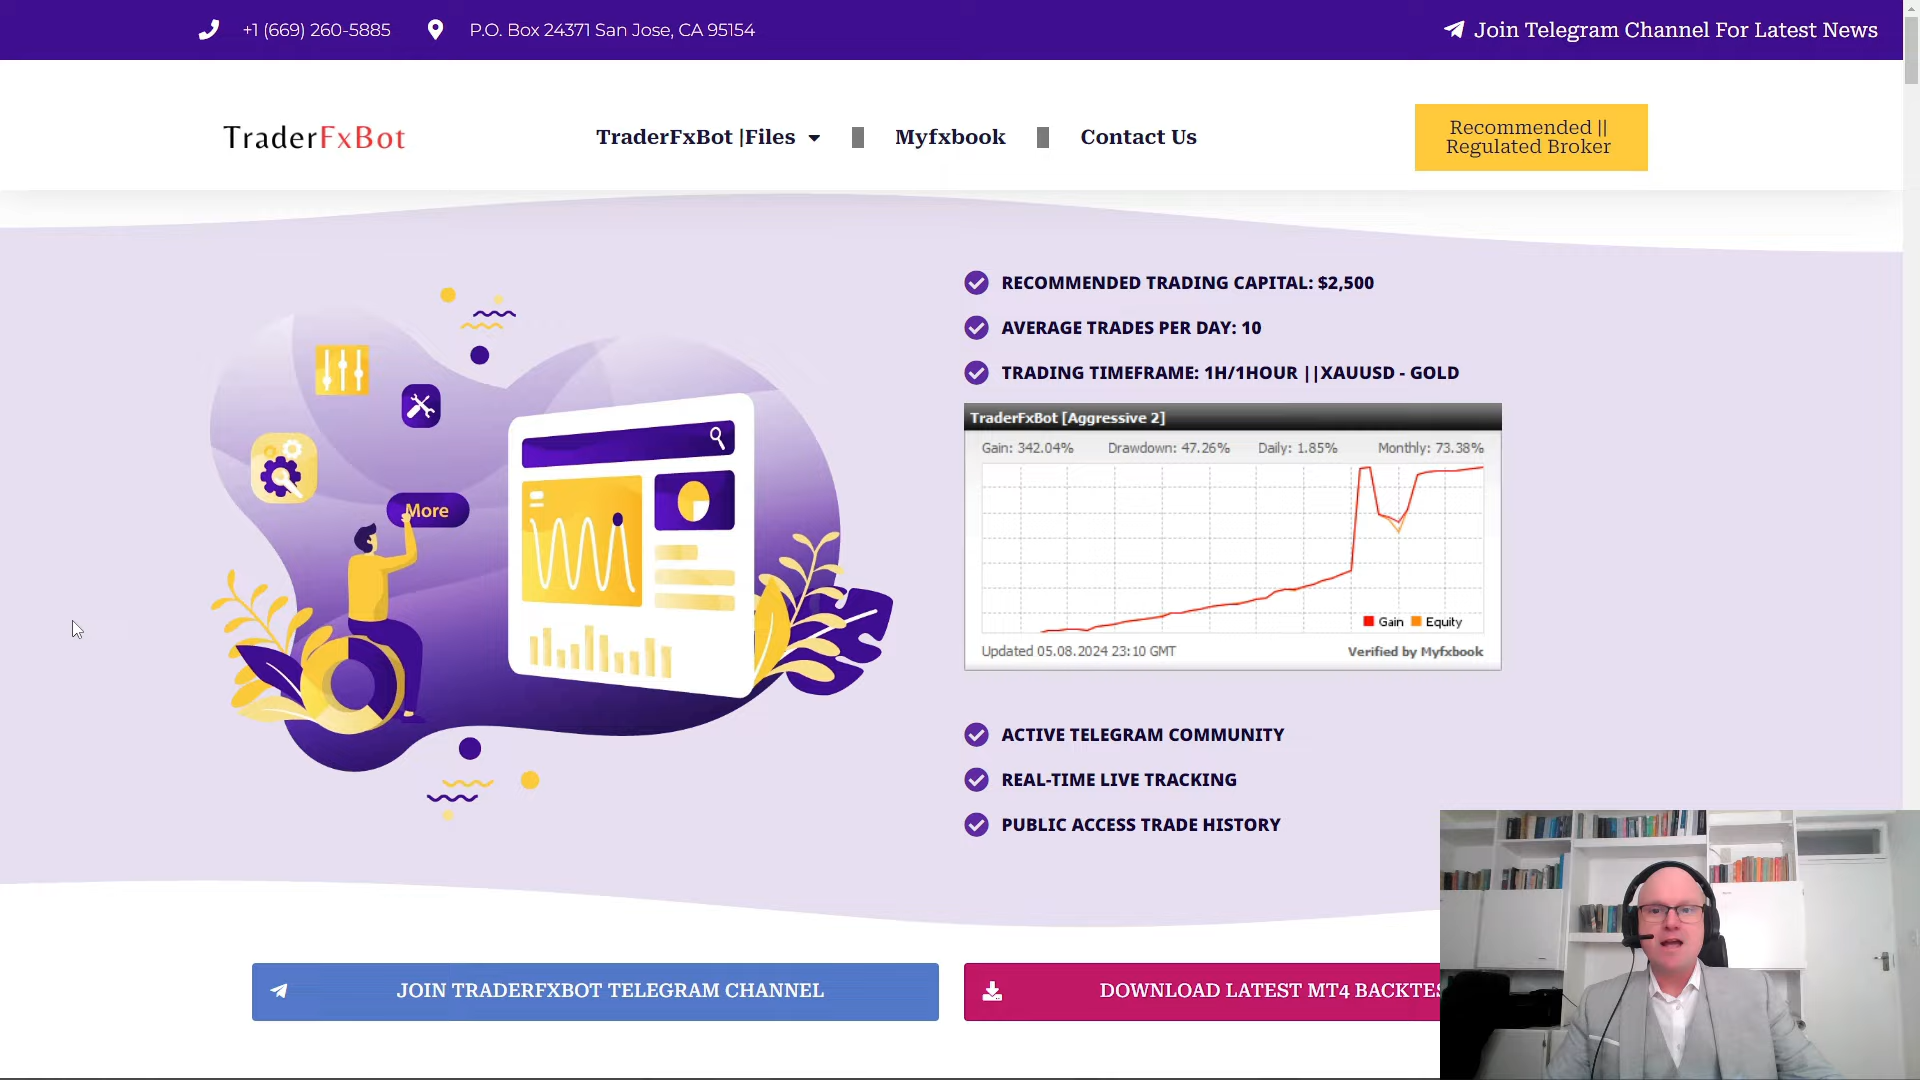 +1 (669) 260-5885
P.O. Box 24371 San Jose, CA 95154
Join Telegram Channel For Latest News
TraderFxBot
TraderFxBot |Files
Myfxbook
Contact Us
Recommended ||
Regulated Broker
More
RECOMMENDED TRADING CAPITAL: $2,500
AVERAGE TRADES PER DAY: 10
TRADING TIMEFRAME: 1H/1HOUR ||XAUUSD - GOLD
TraderFxBot [Aggressive 2]
Gain: 342.04% Drawdown: 47.26% Daily: 1.85% Monthly: 73.38%
Gain Equity
Updated 05.08.2024 23:10 GMT
Verified by Myfxbook
ACTIVE TELEGRAM COMMUNITY
REAL-TIME LIVE TRACKING
PUBLIC ACCESS TRADE HISTORY
JOIN TRADERFXBOT TELEGRAM CHANNEL
DOWNLOAD LATEST MT4 BACKTES